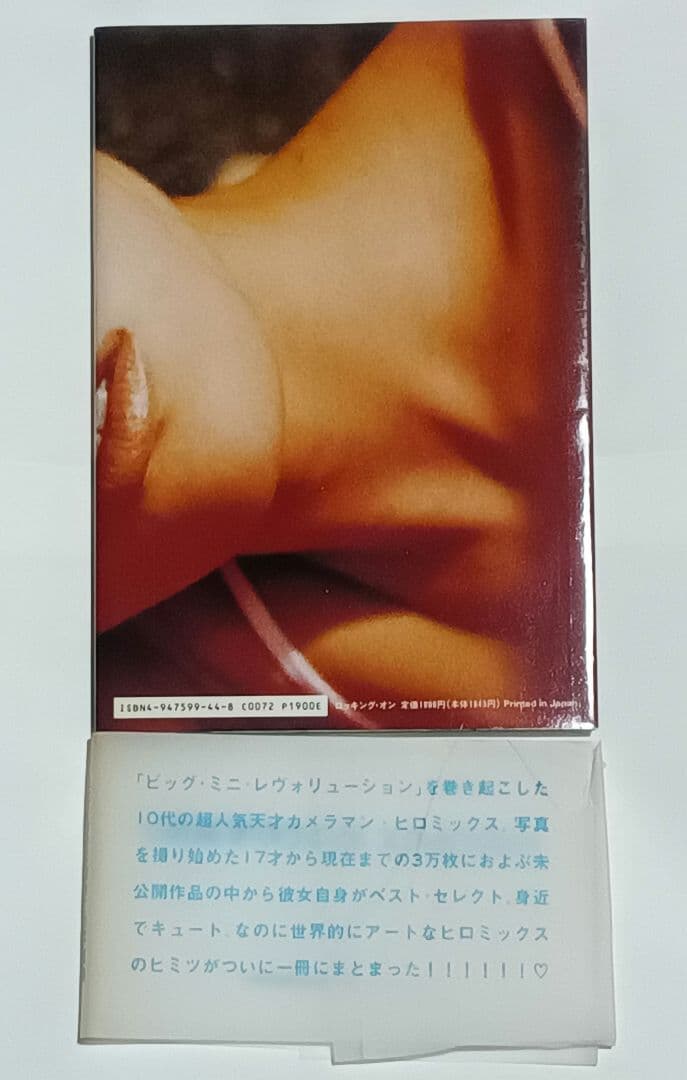 ISBN4-947599-44-8 C0072 P1900E
ロッキング・オン 定価1900円(本体1845円) Printed in Japan
「ビッグ・ミニ・レヴォリューション」を巻き起こした
10代の超人気天才カメラマン・ヒロミックス。写真
を撮り始めた17才から現在までの3万枚におよぶ未
公開作品の中から彼女自身がベスト・セレクト。身近
でキュート。なのに世界的にアートなヒロミックス
のヒミツがついに一冊にまとまった!!!!!!♡